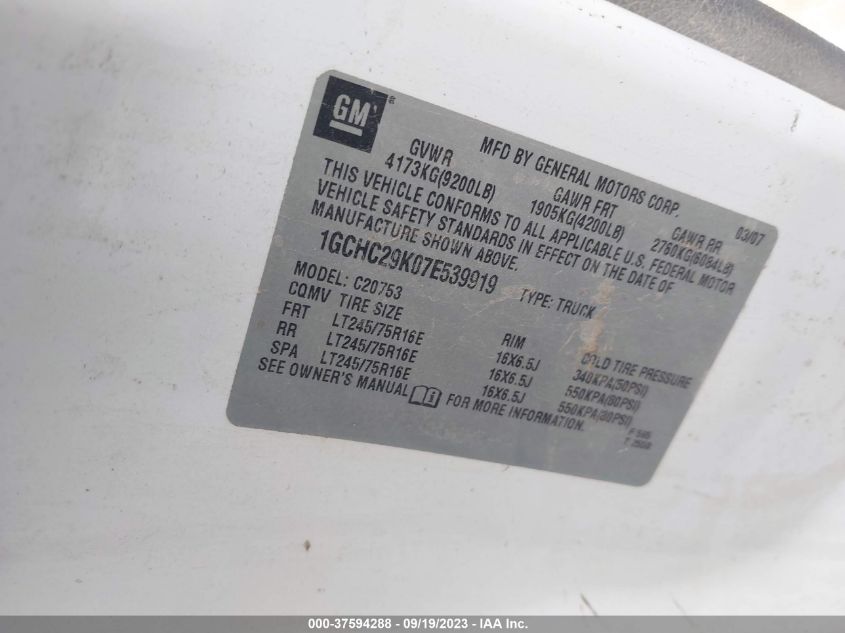 GM®
MFD BY GENERAL MOTORS CORP. 03/07
GVWR GAWR FRT GAWR RR
4173KG(9200LB) 1905KG(4200LB) 2760KG(6084LB)
THIS VEHICLE CONFORMS TO ALL APPLICABLE U.S. FEDERAL MOTOR
VEHICLE SAFETY STANDARDS IN EFFECT ON THE DATE OF
MANUFACTURE SHOWN ABOVE.
1GCHC29K07E539919 TYPE: TRUCK
MODEL: C20753
CQMV TIRE SIZE RIM COLD TIRE PRESSURE
FRT LT245/75R16E 16X6.5J 340KPA(50PSI)
RR LT245/75R16E 16X6.5J 550KPA(80PSI)
SPA LT245/75R16E 16X6.5J 550KPA(80PSI)
SEE OWNER'S MANUAL FOR MORE INFORMATION.
000-37594288 - 09/19/2023 - IAA Inc.